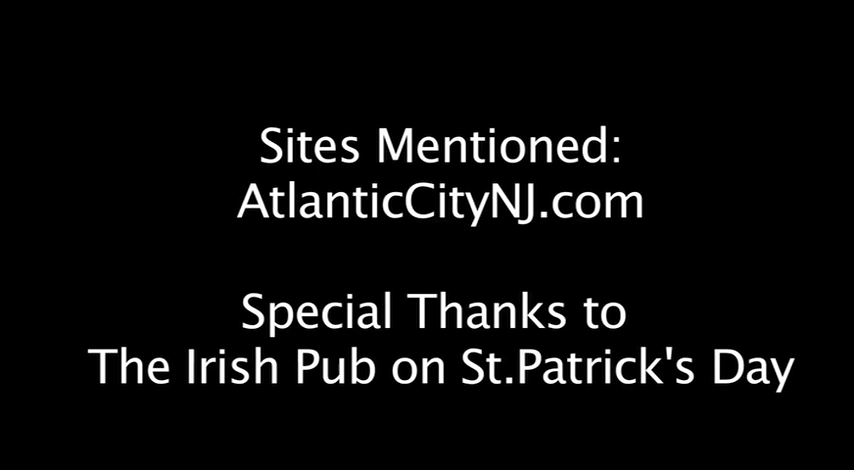 Sites Mentioned:
AtlanticCityNJ.com
Special Thanks to
The Irish Pub on St.Patrick's Day